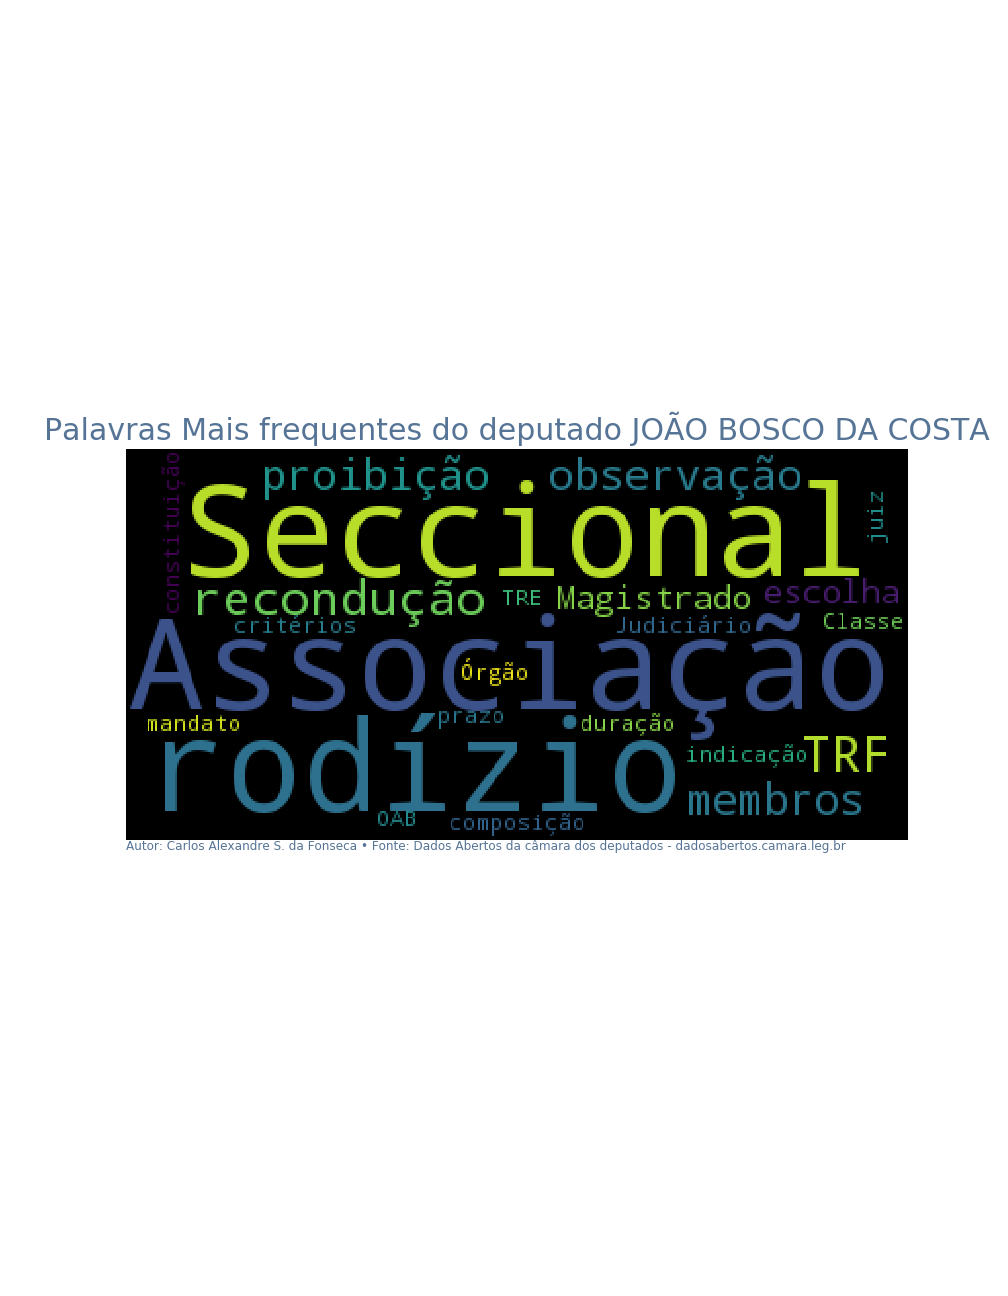 Palavras Mais frequentes do deputado JOÃO BOSCO DA COSTA
constituição
proibição
observação
Seccional
juiz
recondução
TRE
Magistrado
escolha
critérios
Judiciário
Classe
Associação
Órgão
mandato
prazo
duração
rodízio
indicação
TRF
membros
OAB
composição
Autor: Carlos Alexandre S. da Fonseca • Fonte: Dados Abertos da câmara dos deputados - dadosabertos.camara.leg.br